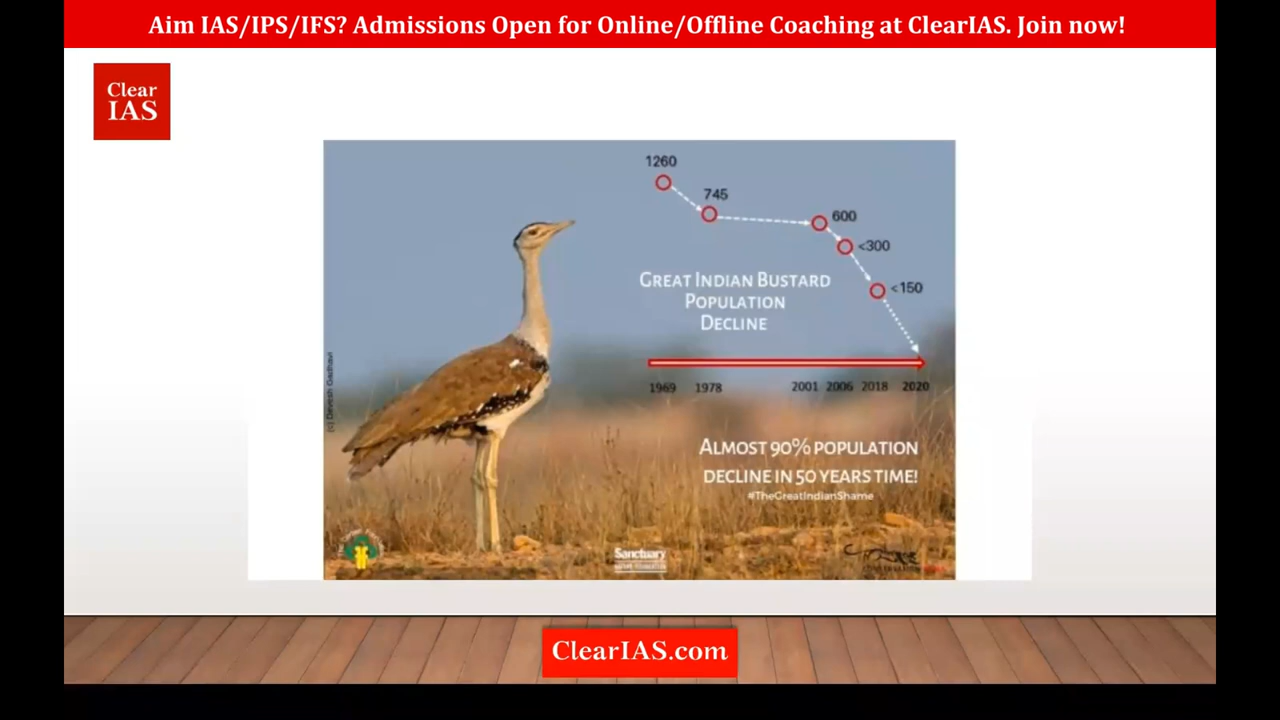 Aim IAS/IPS/IFS? Admissions Open for Online/Offline Coaching at ClearIAS. Join now!
Clear
IAS
1260
745
600
<300
<150
GREAT INDIAN BUSTARD
POPULATION
DECLINE
1969 1978 2001 2006 2018 2020
(c) Devesh Gadhavi
ALMOST 90% POPULATION
DECLINE IN 50 YEARS TIME!
#TheGreatIndianShame
Sanctuary
ClearIAS.com